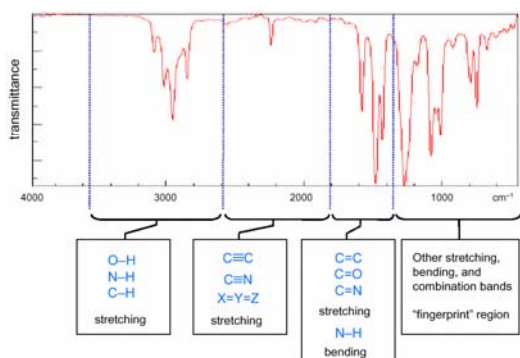 transmittance
4000
3000
2000
1000
cm⁻¹
O–H
N–H
C–H
stretching
C≡C
C≡N
X=Y=Z
stretching
C=C
C=O
C=N
stretching
N–H
bending
Other stretching,
bending, and
combination bands
"fingerprint" region